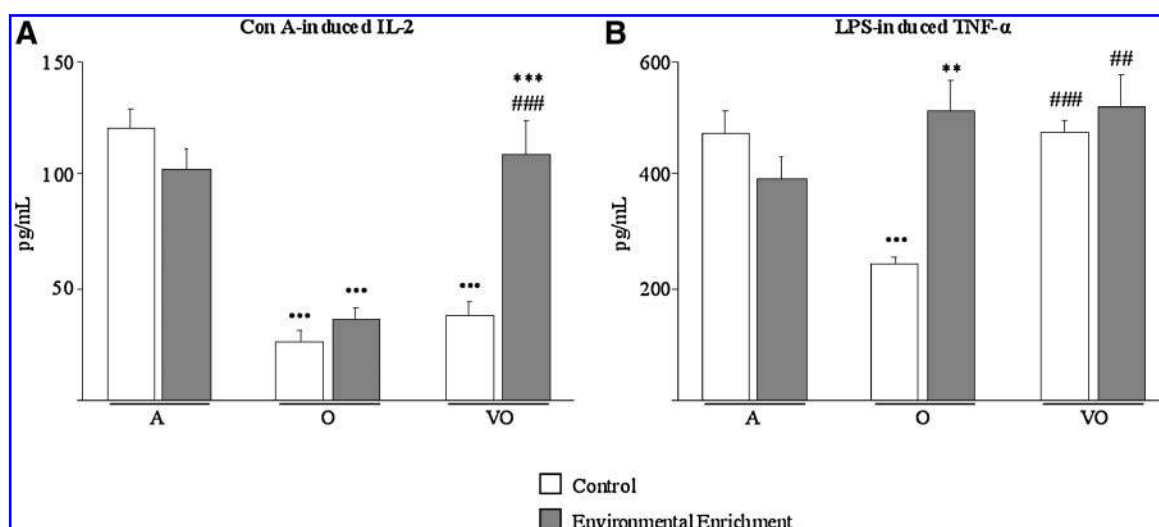 A
Con A-induced IL-2
150
100
50
pg/mL
***
###
•••
•••
•••
A
O
VO
B
LPS-induced TNF-α
600
400
200
pg/mL
**
##
###
•••
A
O
VO
Control
Environmental Enrichment